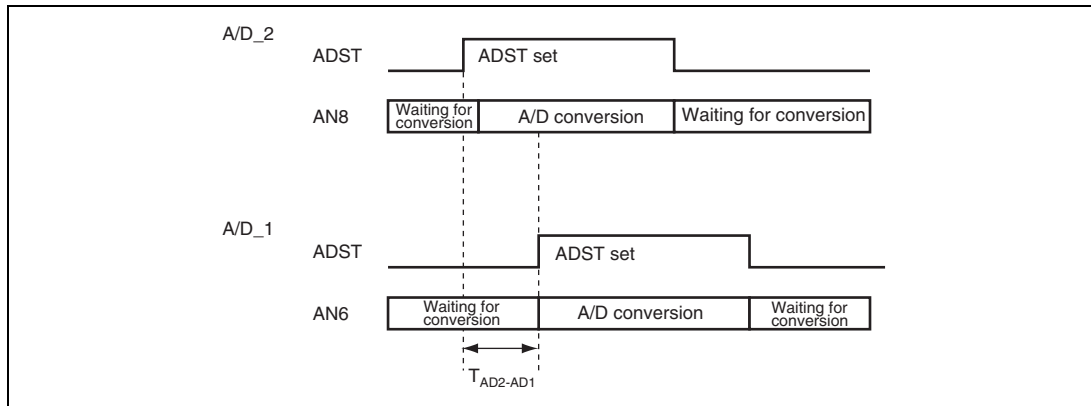 A/D_2
ADST
ADST set
AN8
Waiting for
conversion
A/D conversion
Waiting for conversion
A/D_1
ADST
ADST set
AN6
Waiting for
conversion
A/D conversion
Waiting for
conversion
TAD2-AD1